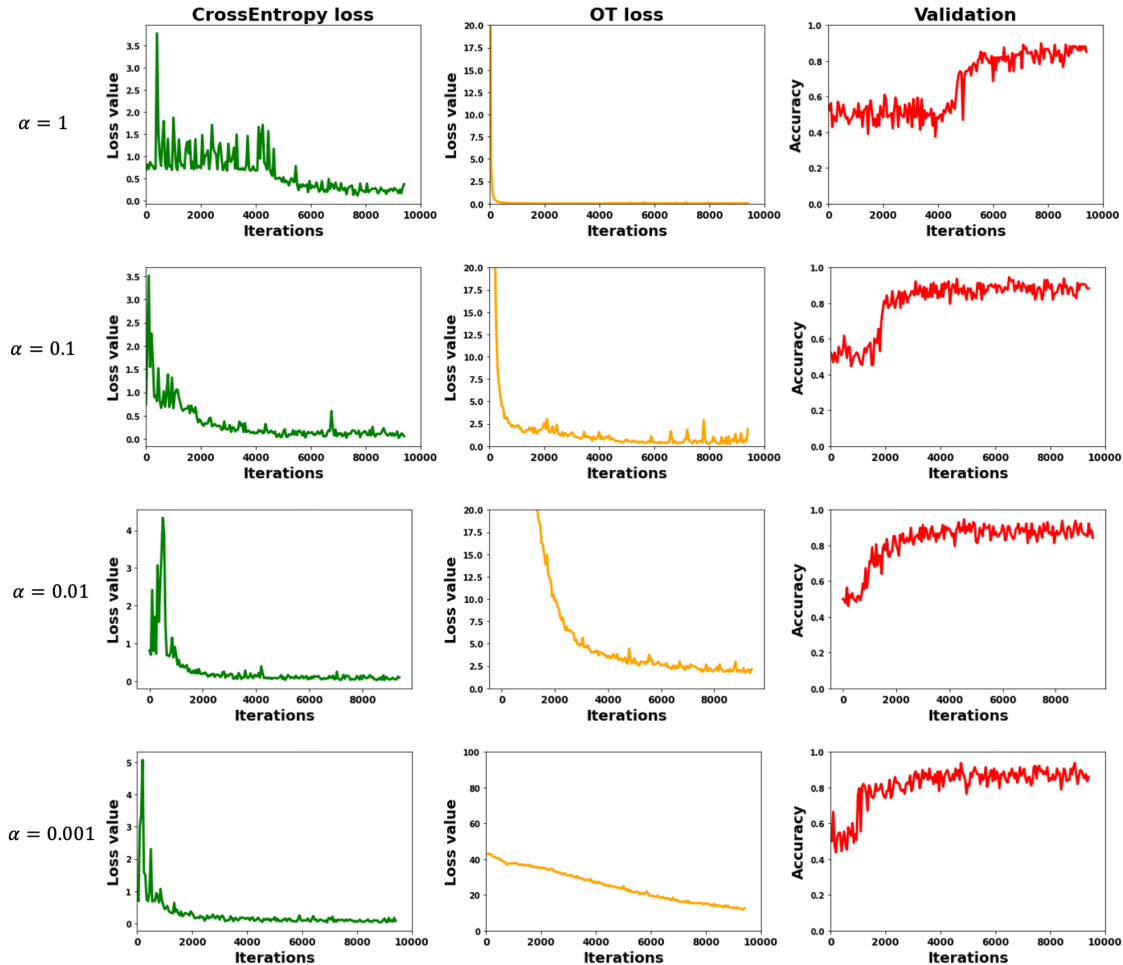 CrossEntropy loss OT loss Validation
α = 1
Loss value
3.5
3.0
2.5
2.0
1.5
1.0
0.5
0.0
0 2000 4000 6000 8000 10000
Iterations
Loss value
20.0
17.5
15.0
12.5
10.0
7.5
5.0
2.5
0.0
0 2000 4000 6000 8000 10000
Iterations
Accuracy
1.0
0.8
0.6
0.4
0.2
0.0
0 2000 4000 6000 8000 10000
Iterations
α = 0.1
Loss value
3.5
3.0
2.5
2.0
1.5
1.0
0.5
0.0
0 2000 4000 6000 8000 10000
Iterations
Loss value
20.0
17.5
15.0
12.5
10.0
7.5
5.0
2.5
0.0
0 2000 4000 6000 8000 10000
Iterations
Accuracy
1.0
0.8
0.6
0.4
0.2
0.0
0 2000 4000 6000 8000 10000
Iterations
α = 0.01
Loss value
4
3
2
1
0
0 2000 4000 6000 8000
Iterations
Loss value
20.0
17.5
15.0
12.5
10.0
7.5
5.0
2.5
0.0
0 2000 4000 6000 8000
Iterations
Accuracy
1.0
0.8
0.6
0.4
0.2
0.0
0 2000 4000 6000 8000
Iterations
α = 0.001
Loss value
5
4
3
2
1
0
0 2000 4000 6000 8000 10000
Iterations
Loss value
100
80
60
40
20
0
0 2000 4000 6000 8000 10000
Iterations
Accuracy
1.0
0.8
0.6
0.4
0.2
0.0
0 2000 4000 6000 8000 10000
Iterations